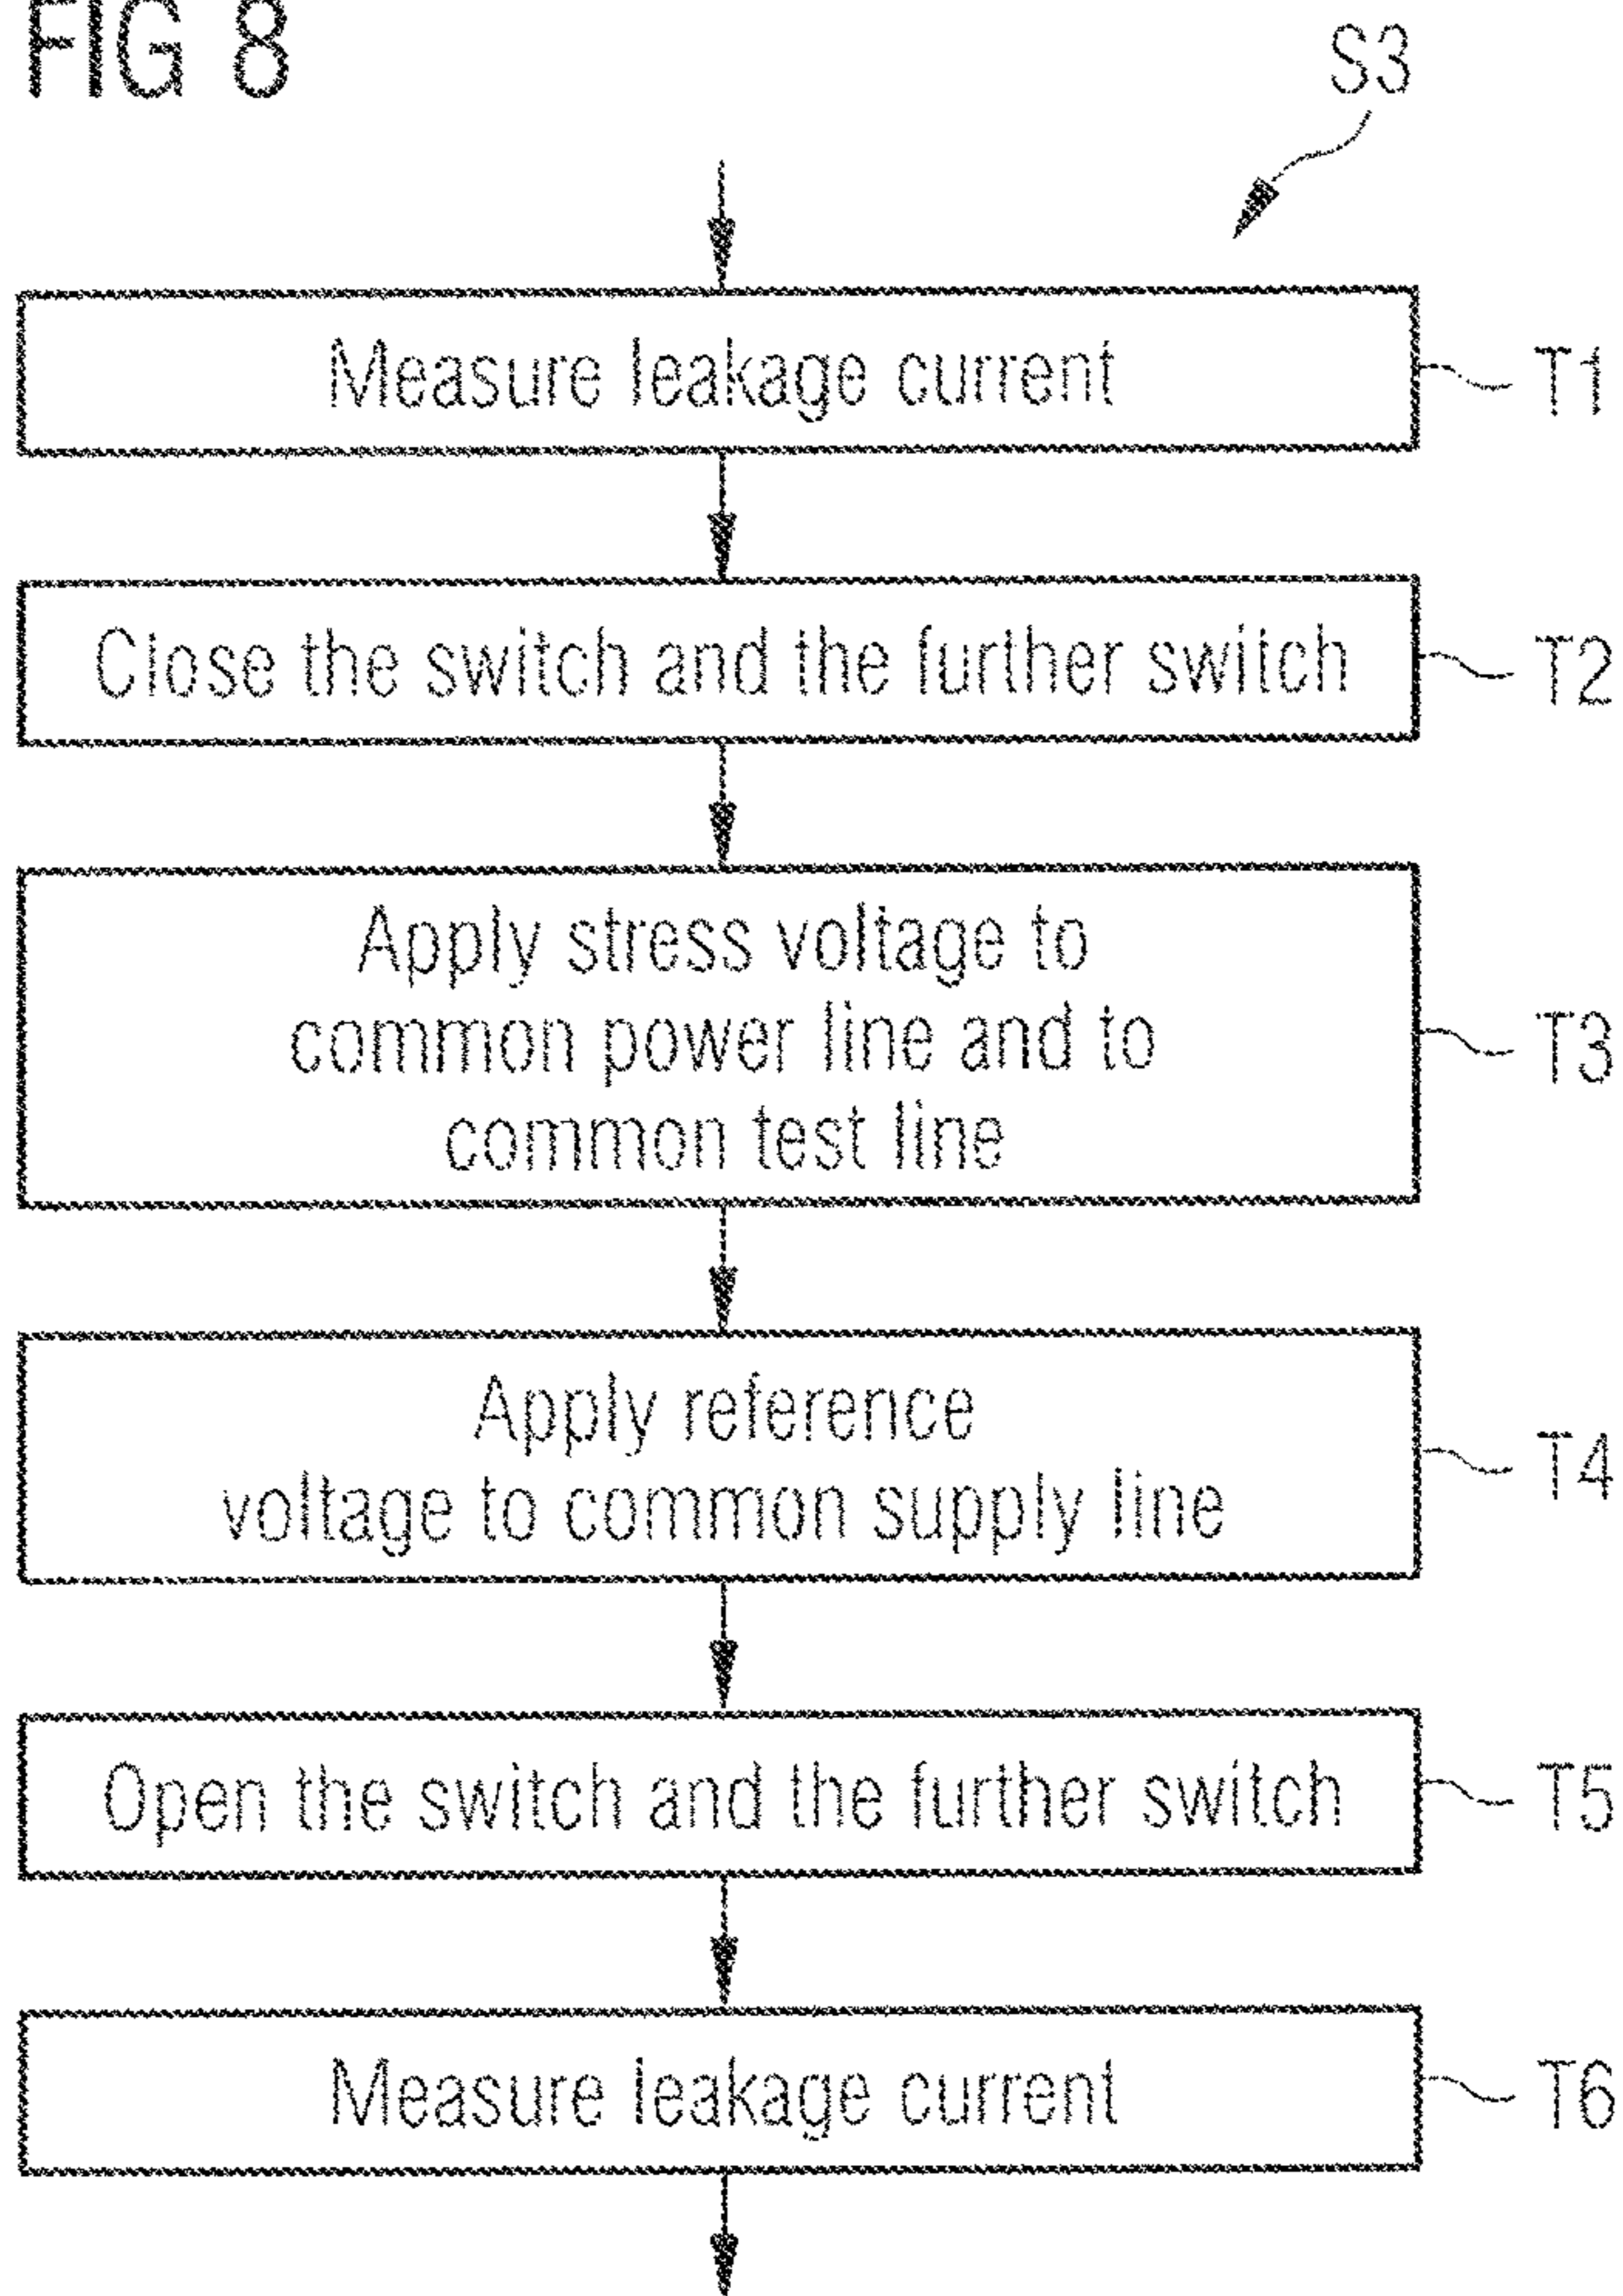 FIG 8
S3
Measure leakage current
T1
Close the switch and the further switch
T2
Apply stress voltage to
common power line and to
common test line
T3
Apply reference
voltage to common supply line
T4
Open the switch and the further switch
T5
Measure leakage current
T6